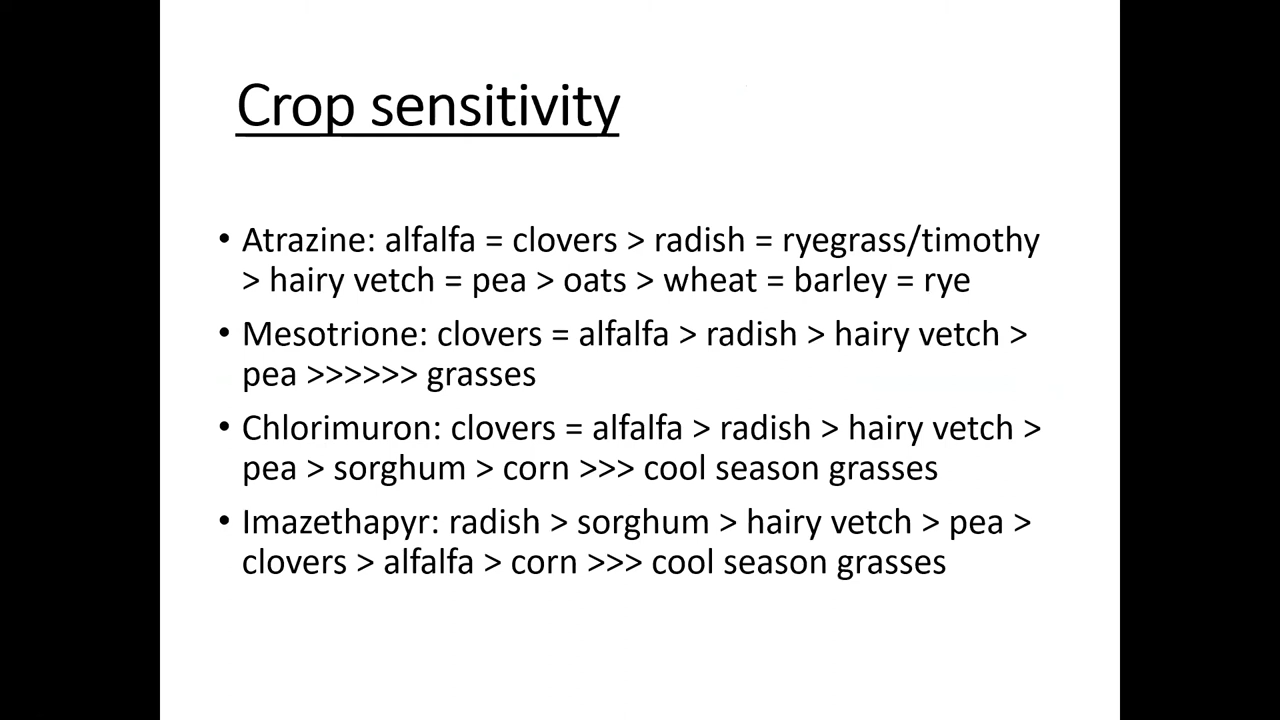 Crop sensitivity
• Atrazine: alfalfa = clovers > radish = ryegrass/timothy
> hairy vetch = pea > oats > wheat = barley = rye
• Mesotrione: clovers = alfalfa > radish > hairy vetch >
pea >>>>>> grasses
• Chlorimuron: clovers = alfalfa > radish > hairy vetch >
pea > sorghum > corn >>> cool season grasses
• Imazethapyr: radish > sorghum > hairy vetch > pea >
clovers > alfalfa > corn >>> cool season grasses